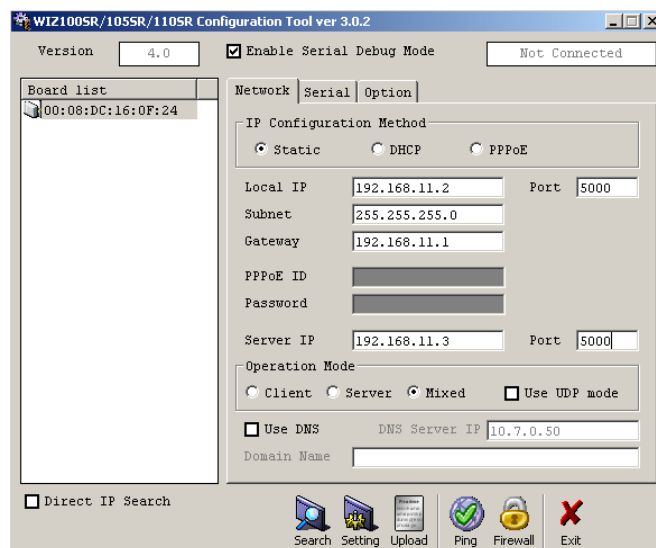 WIZ100SR/105SR/110SR Configuration Tool ver 3.0.2
Version 4.0 Enable Serial Debug Mode Not Connected
Board list
00:08:DC:16:0F:24
Network Serial Option
IP Configuration Method
Static DHCP PPPoE
Local IP 192.168.11.2 Port 5000
Subnet 255.255.255.0
Gateway 192.168.11.1
PPPoE ID
Password
Server IP 192.168.11.3 Port 5000
Operation Mode
Client Server Mixed Use UDP mode
Use DNS DNS Server IP 10.7.0.50
Domain Name
Direct IP Search
Search Setting Upload Ping Firewall Exit